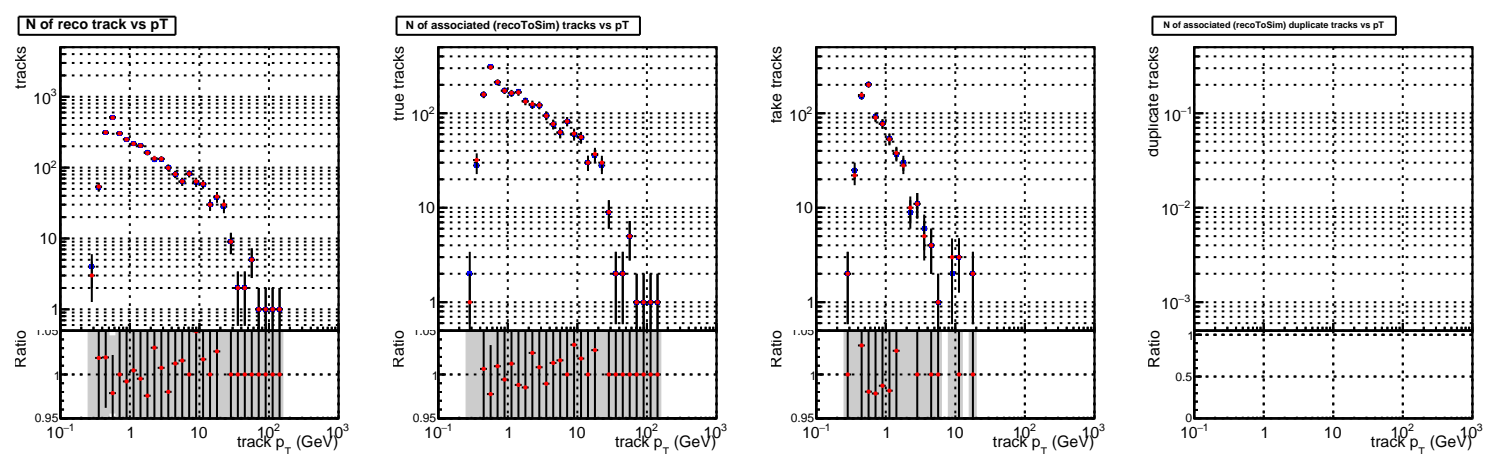 N of reco track vs pT
tracks
10³
10²
10
1
Ratio
1.05
1
0.95
10⁻¹ 1 10 10² 10³
track p_T (GeV)
N of associated (recoToSim) tracks vs pT
true tracks
10²
10
1
Ratio
1.05
1
0.95
10⁻¹ 1 10 10² 10³
track p_T (GeV)
fake tracks
10²
10
1
Ratio
1.05
1
0.95
10⁻¹ 1 10 10² 10³
track p_T (GeV)
N of associated (recoToSim) duplicate tracks vs pT
duplicate tracks
10⁻¹
10⁻²
10⁻³
Ratio
1
0.5
0
10⁻¹ 1 10 10² 10³
track p_T (GeV)